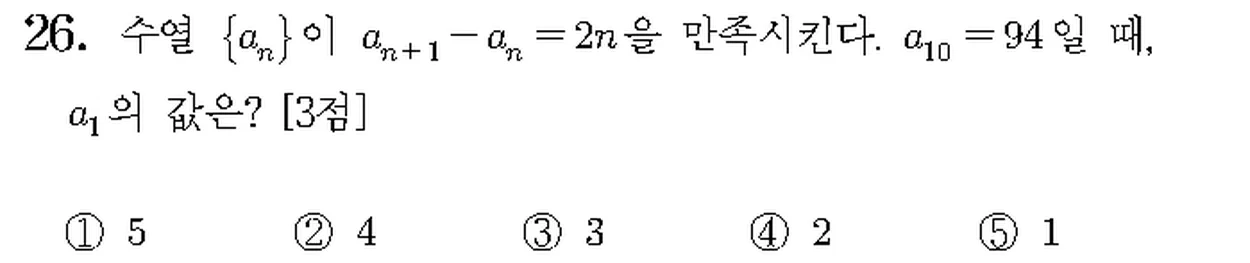 26. 수열 {aₙ}이 aₙ₊₁−aₙ=2n을 만족시킨다. a₁₀=94일 때,
a₁의 값은? [3점]
① 5 ② 4 ③ 3 ④ 2 ⑤ 1